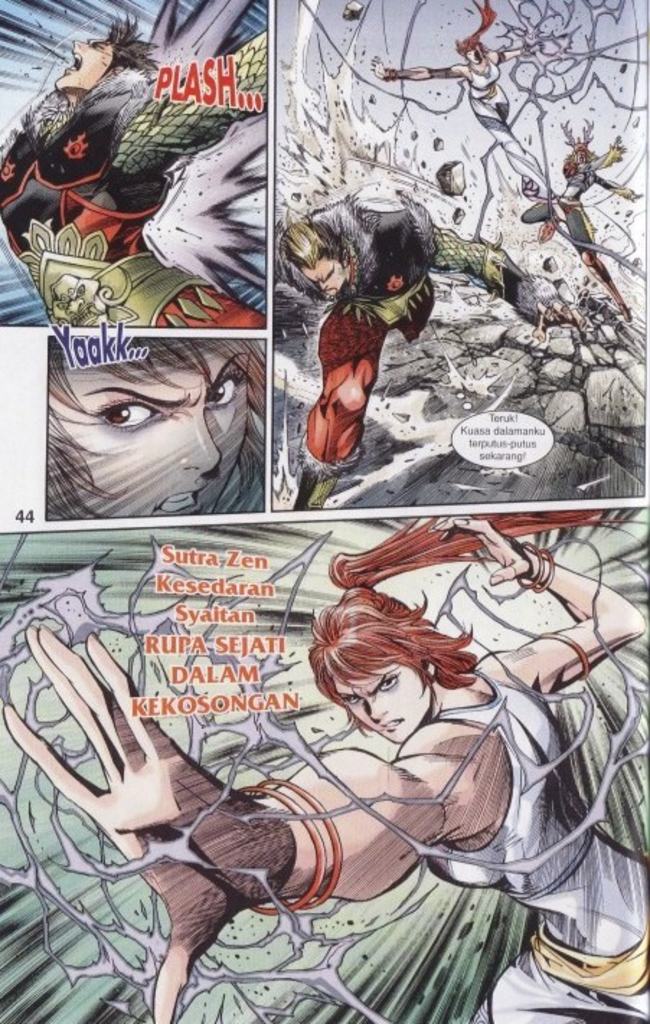 PLASH...
Yaakk...
Teruk!
Kuasa dalamanku
terputus-putus
sekarang!
44
Sutra Zen
Kesedaran
Syaitan
RUPA SEJATI
DALAM
KEKOSONGAN